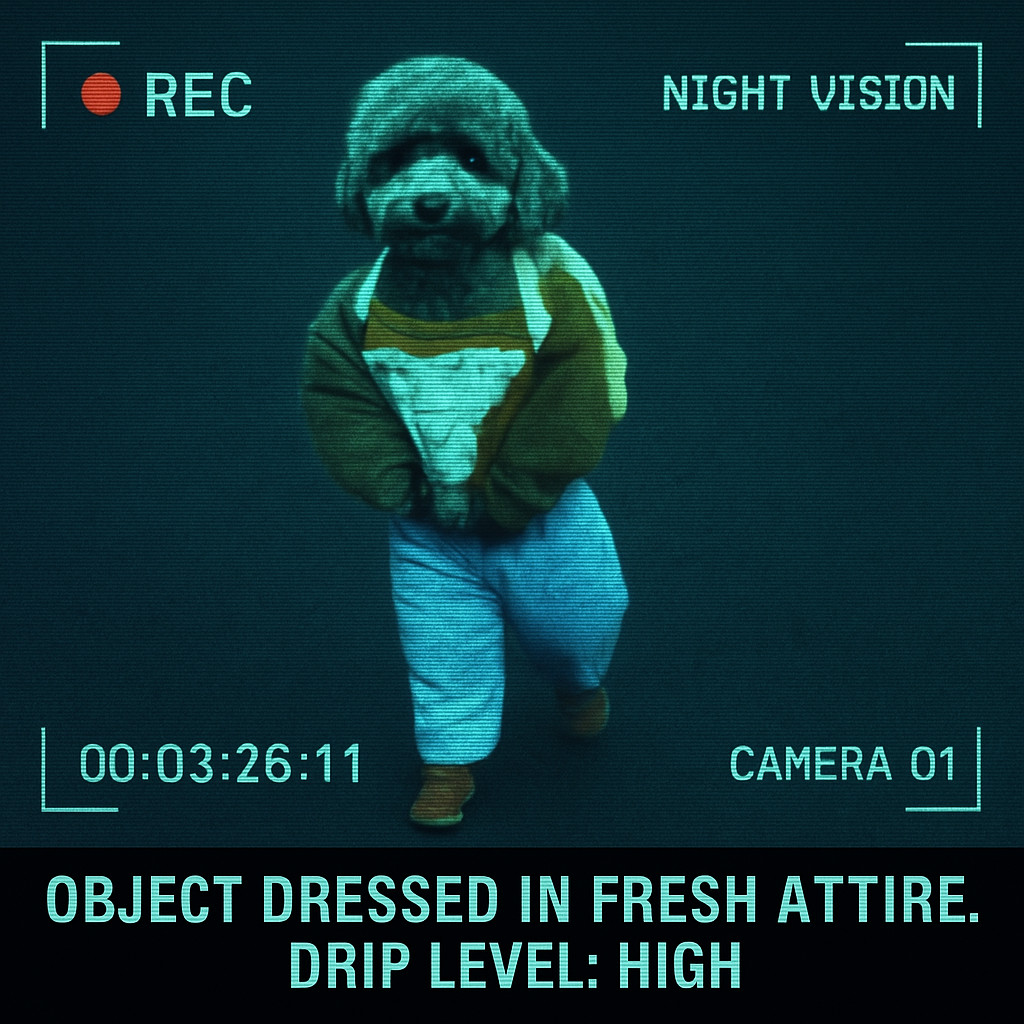 REC
NIGHT VISION
00:03:26:11
CAMERA 01
OBJECT DRESSED IN FRESH ATTIRE.
DRIP LEVEL: HIGH